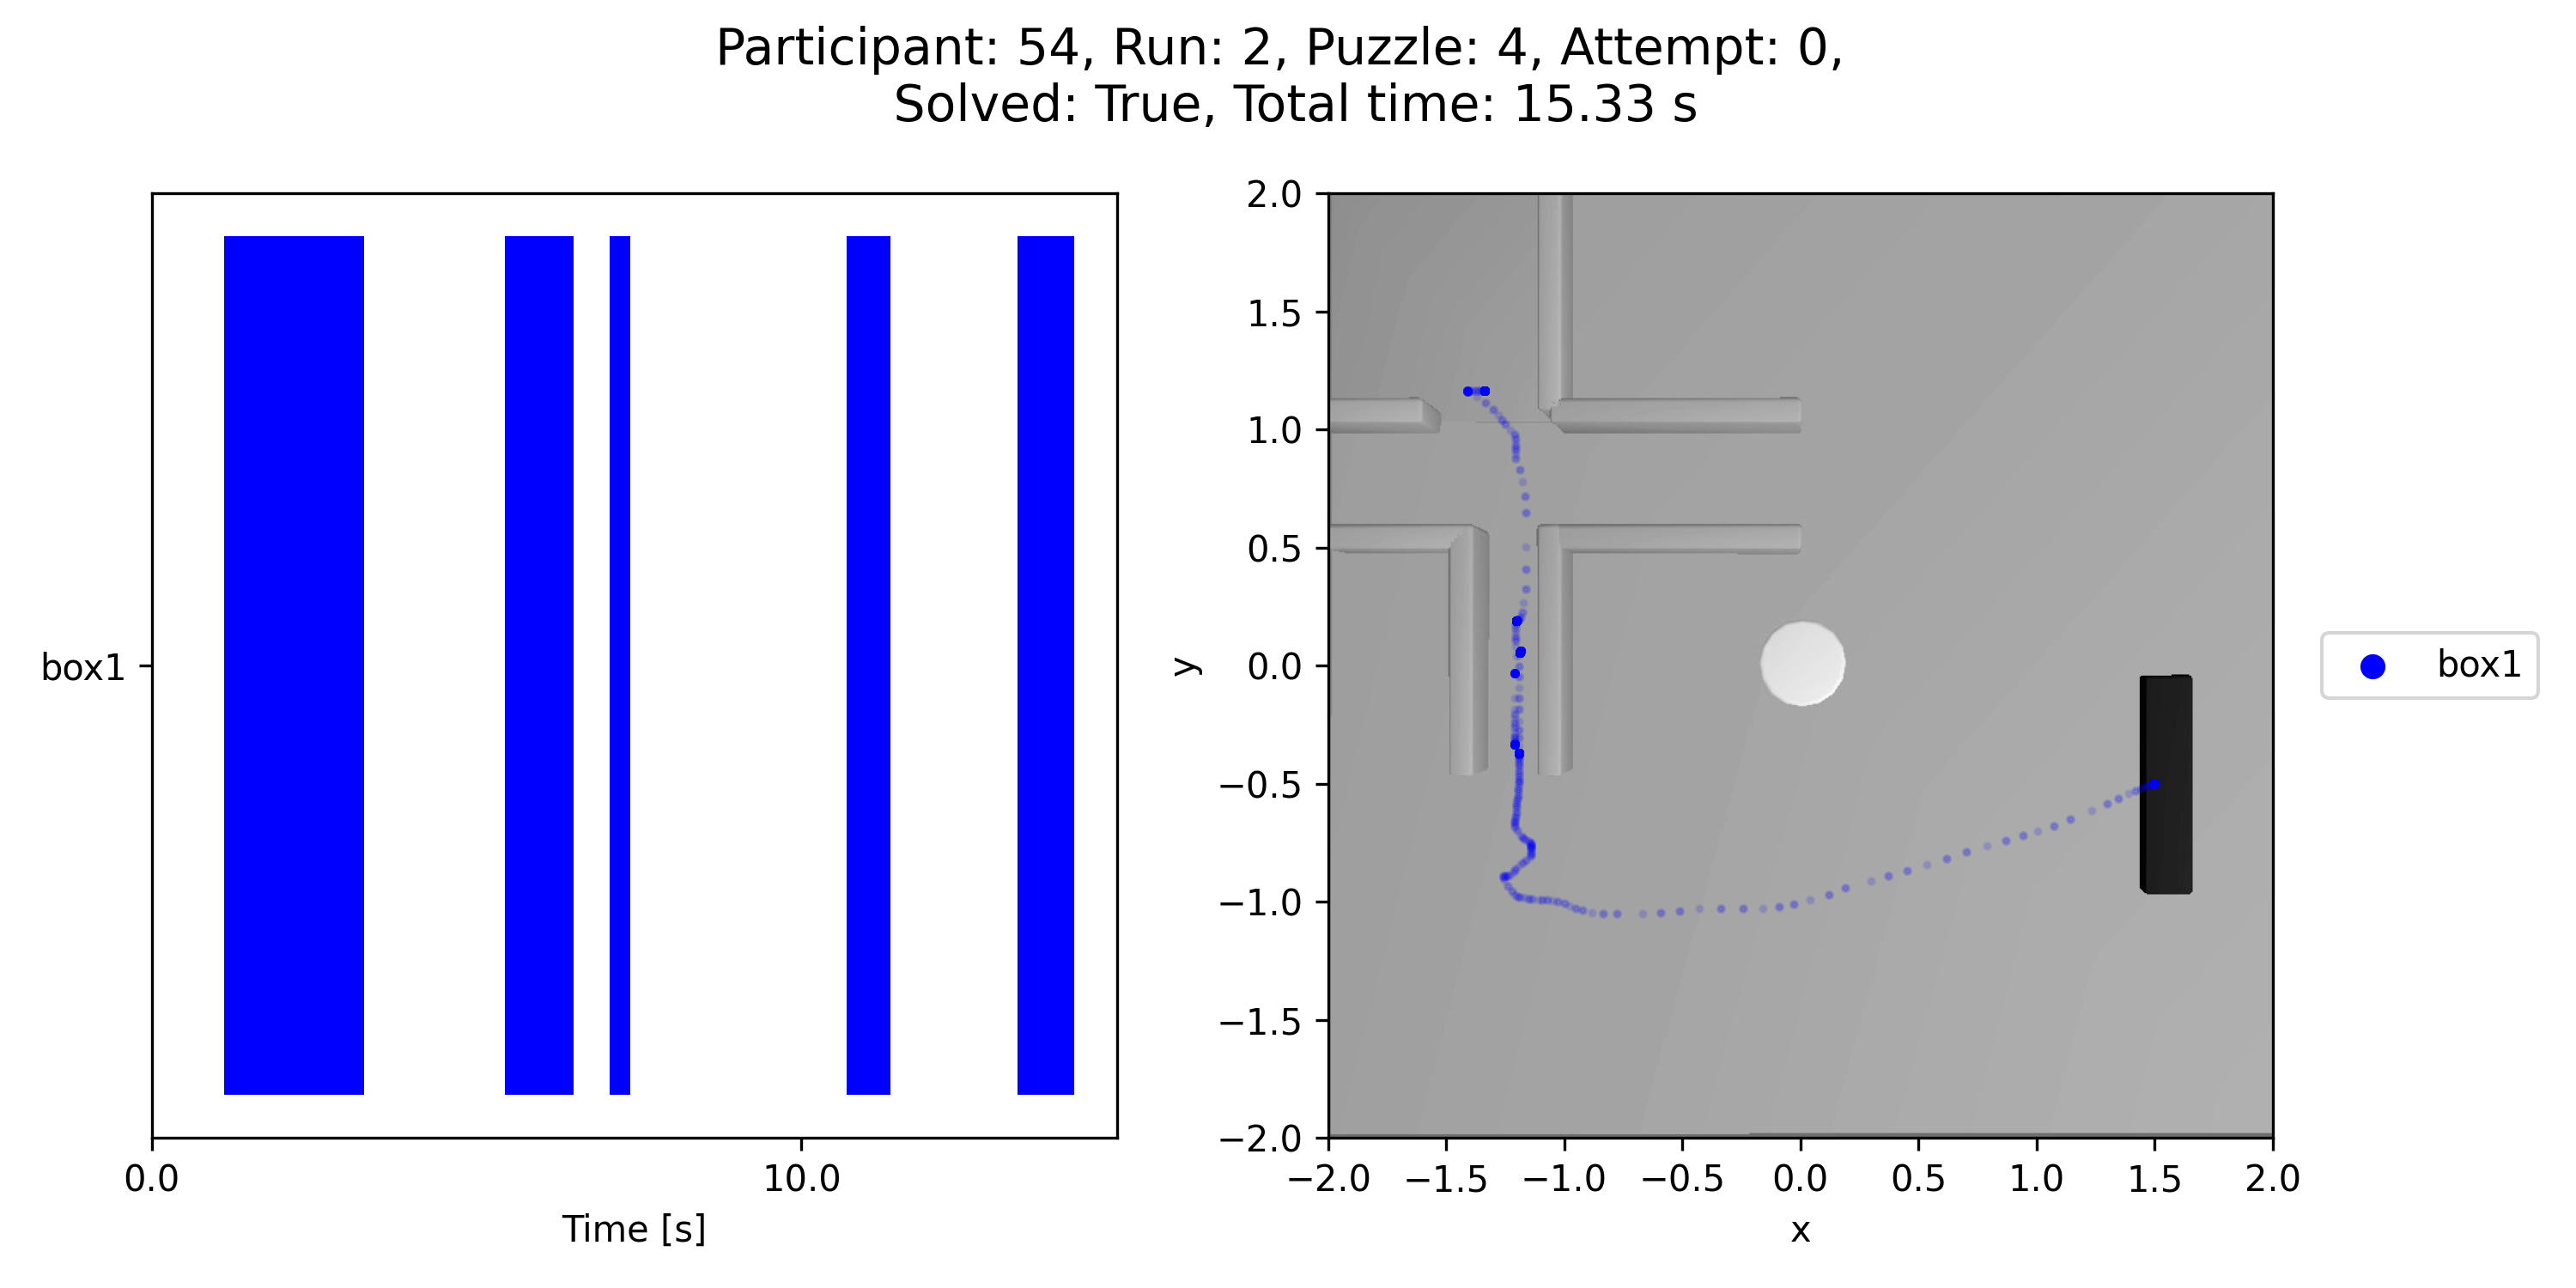 Participant: 54, Run: 2, Puzzle: 4, Attempt: 0,
Solved: True, Total time: 15.33 s
box1
0.0
10.0
Time [s]
2.0
1.5
1.0
0.5
0.0
−0.5
−1.0
−1.5
−2.0
y
−2.0 −1.5 −1.0 −0.5 0.0 0.5 1.0 1.5 2.0
x
box1